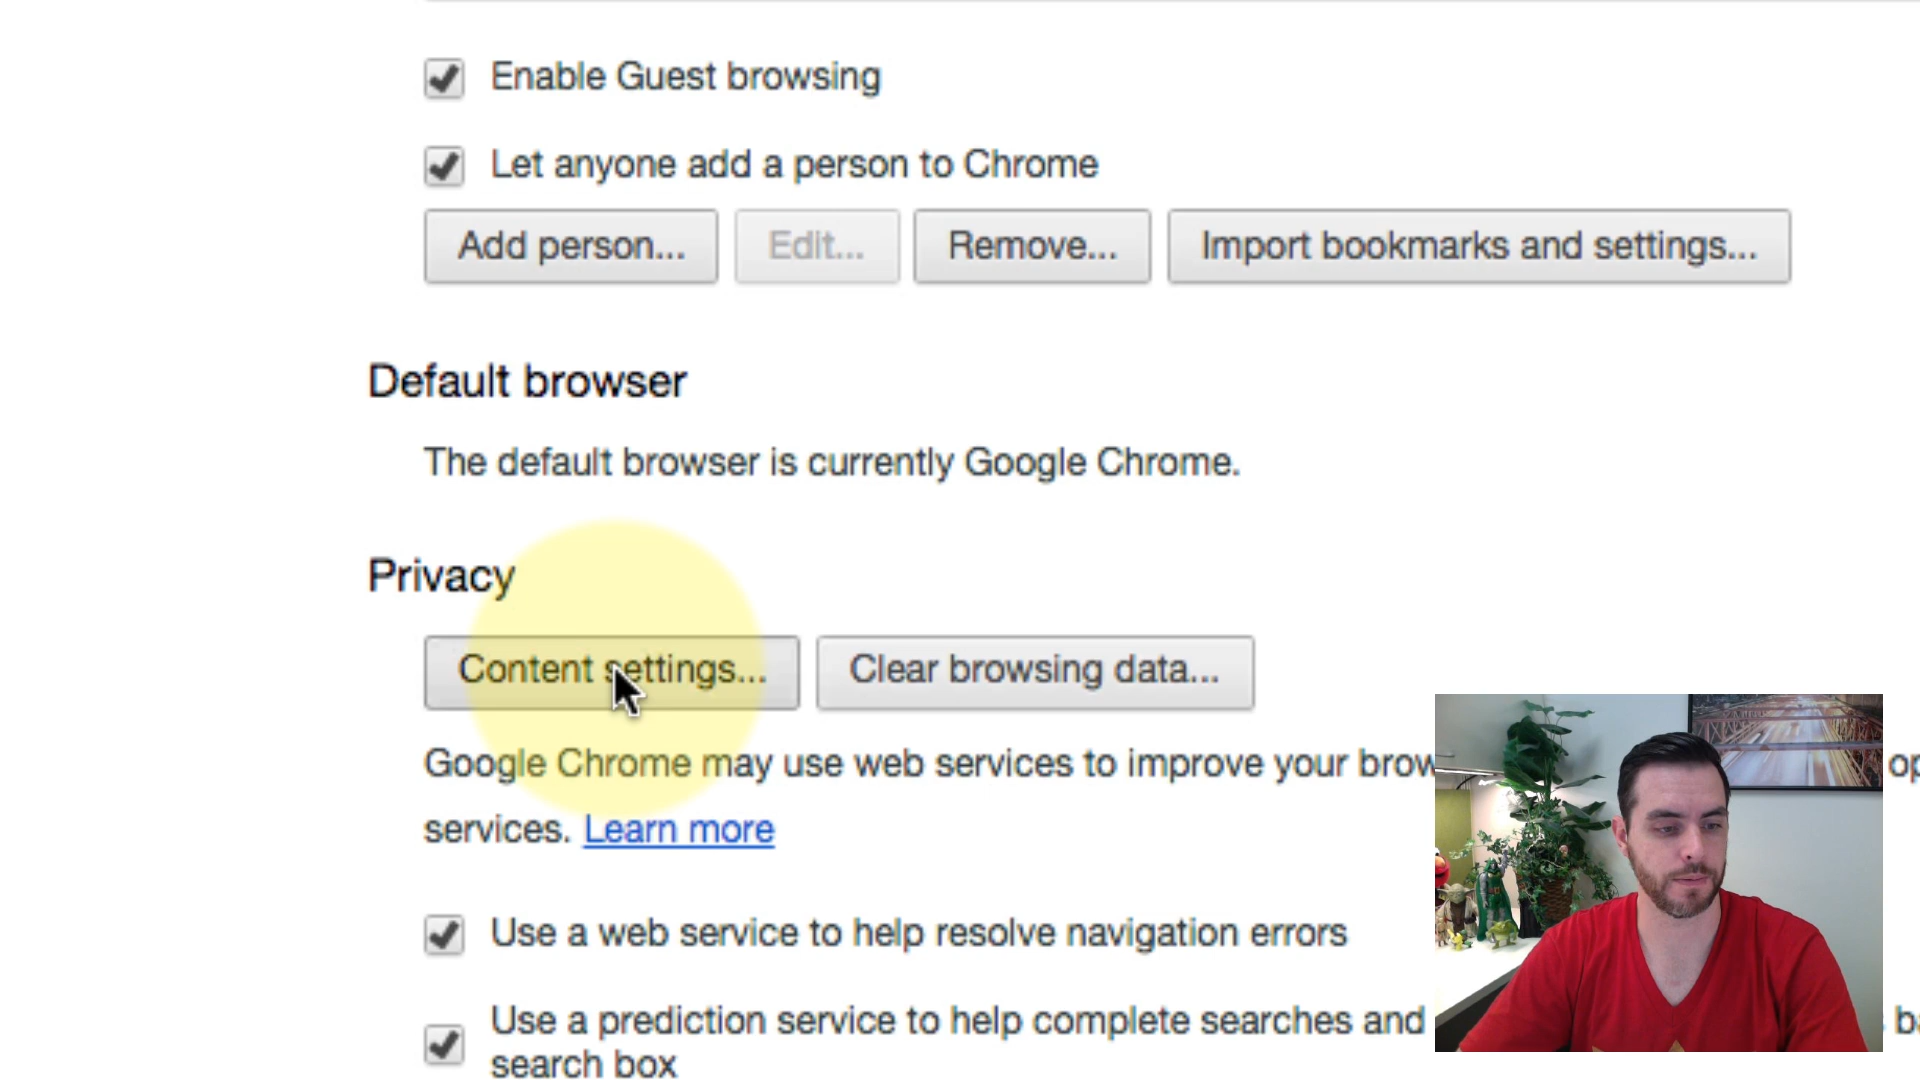 Enable Guest browsing
Let anyone add a person to Chrome
Add person... Edit... Remove... Import bookmarks and settings...
Default browser
The default browser is currently Google Chrome.
Privacy
Content settings... Clear browsing data...
Google Chrome may use web services to improve your
services. Learn more
Use a web service to help resolve navigation errors
Use a prediction service to help complete searches and
search box